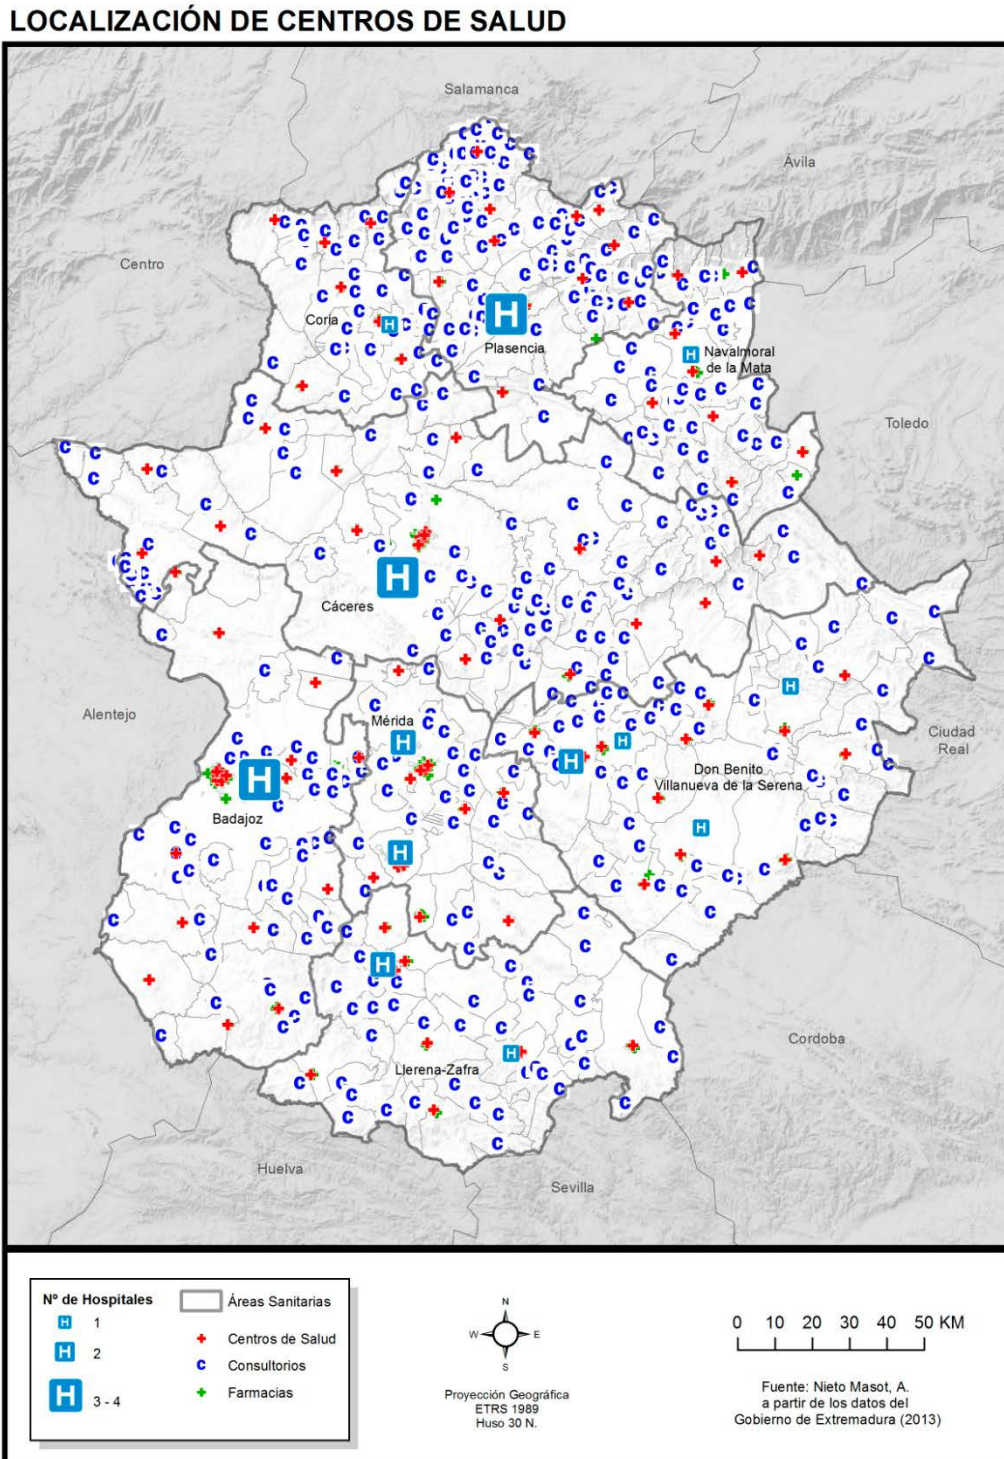 LOCALIZACIÓN DE CENTROS DE SALUD
Salamanca
Ávila
Centro
Coria
Plasencia
Navalmoral
de la Mata
Toledo
Cáceres
Alentejo
Mérida
Ciudad
Real
Don Benito
Villanueva de la Serena
Badajoz
Cordoba
Llerena-Zafra
Huelva
Sevilla
Nº de Hospitales
H 1
H 2
H 3 - 4
Áreas Sanitarias
Centros de Salud
C Consultorios
Farmacias
N
W E
S
Proyección Geográfica
ETRS 1989
Huso 30 N.
0 10 20 30 40 50 KM
Fuente: Nieto Masot, A.
a partir de los datos del
Gobierno de Extremadura (2013)